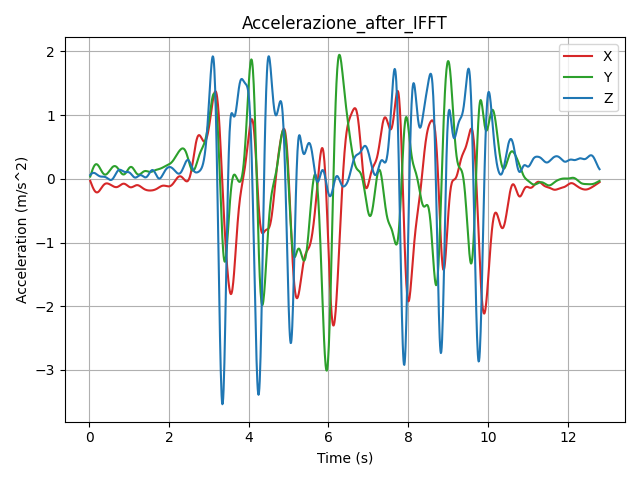 Accelerazione_after_IFFT
X
Y
Z
Acceleration (m/s^2)
2
1
0
−1
−2
−3
0
2
4
6
8
10
12
Time (s)